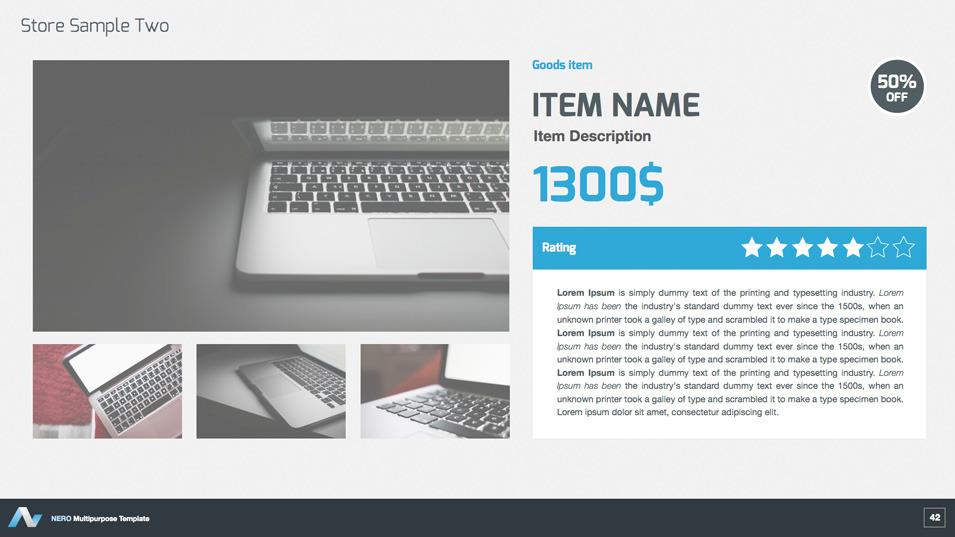 Store Sample Two
Goods item
50%
OFF
ITEM NAME
Item Description
1300$
Rating
Lorem Ipsum is simply dummy text of the printing and typesetting industry. Lorem
Ipsum has been the industry's standard dummy text ever since the 1500s, when an
unknown printer took a galley of type and scrambled it to make a type specimen book.
Lorem Ipsum is simply dummy text of the printing and typesetting industry. Lorem
Ipsum has been the industry's standard dummy text ever since the 1500s, when an
unknown printer took a galley of type and scrambled it to make a type specimen book.
Lorem Ipsum is simply dummy text of the printing and typesetting industry. Lorem
Ipsum has been the industry's standard dummy text ever since the 1500s, when an
unknown printer took a galley of type and scrambled it to make a type specimen book.
Lorem ipsum dolor sit amet, consectetur adipiscing elit.
NERO Multipurpose Template
42